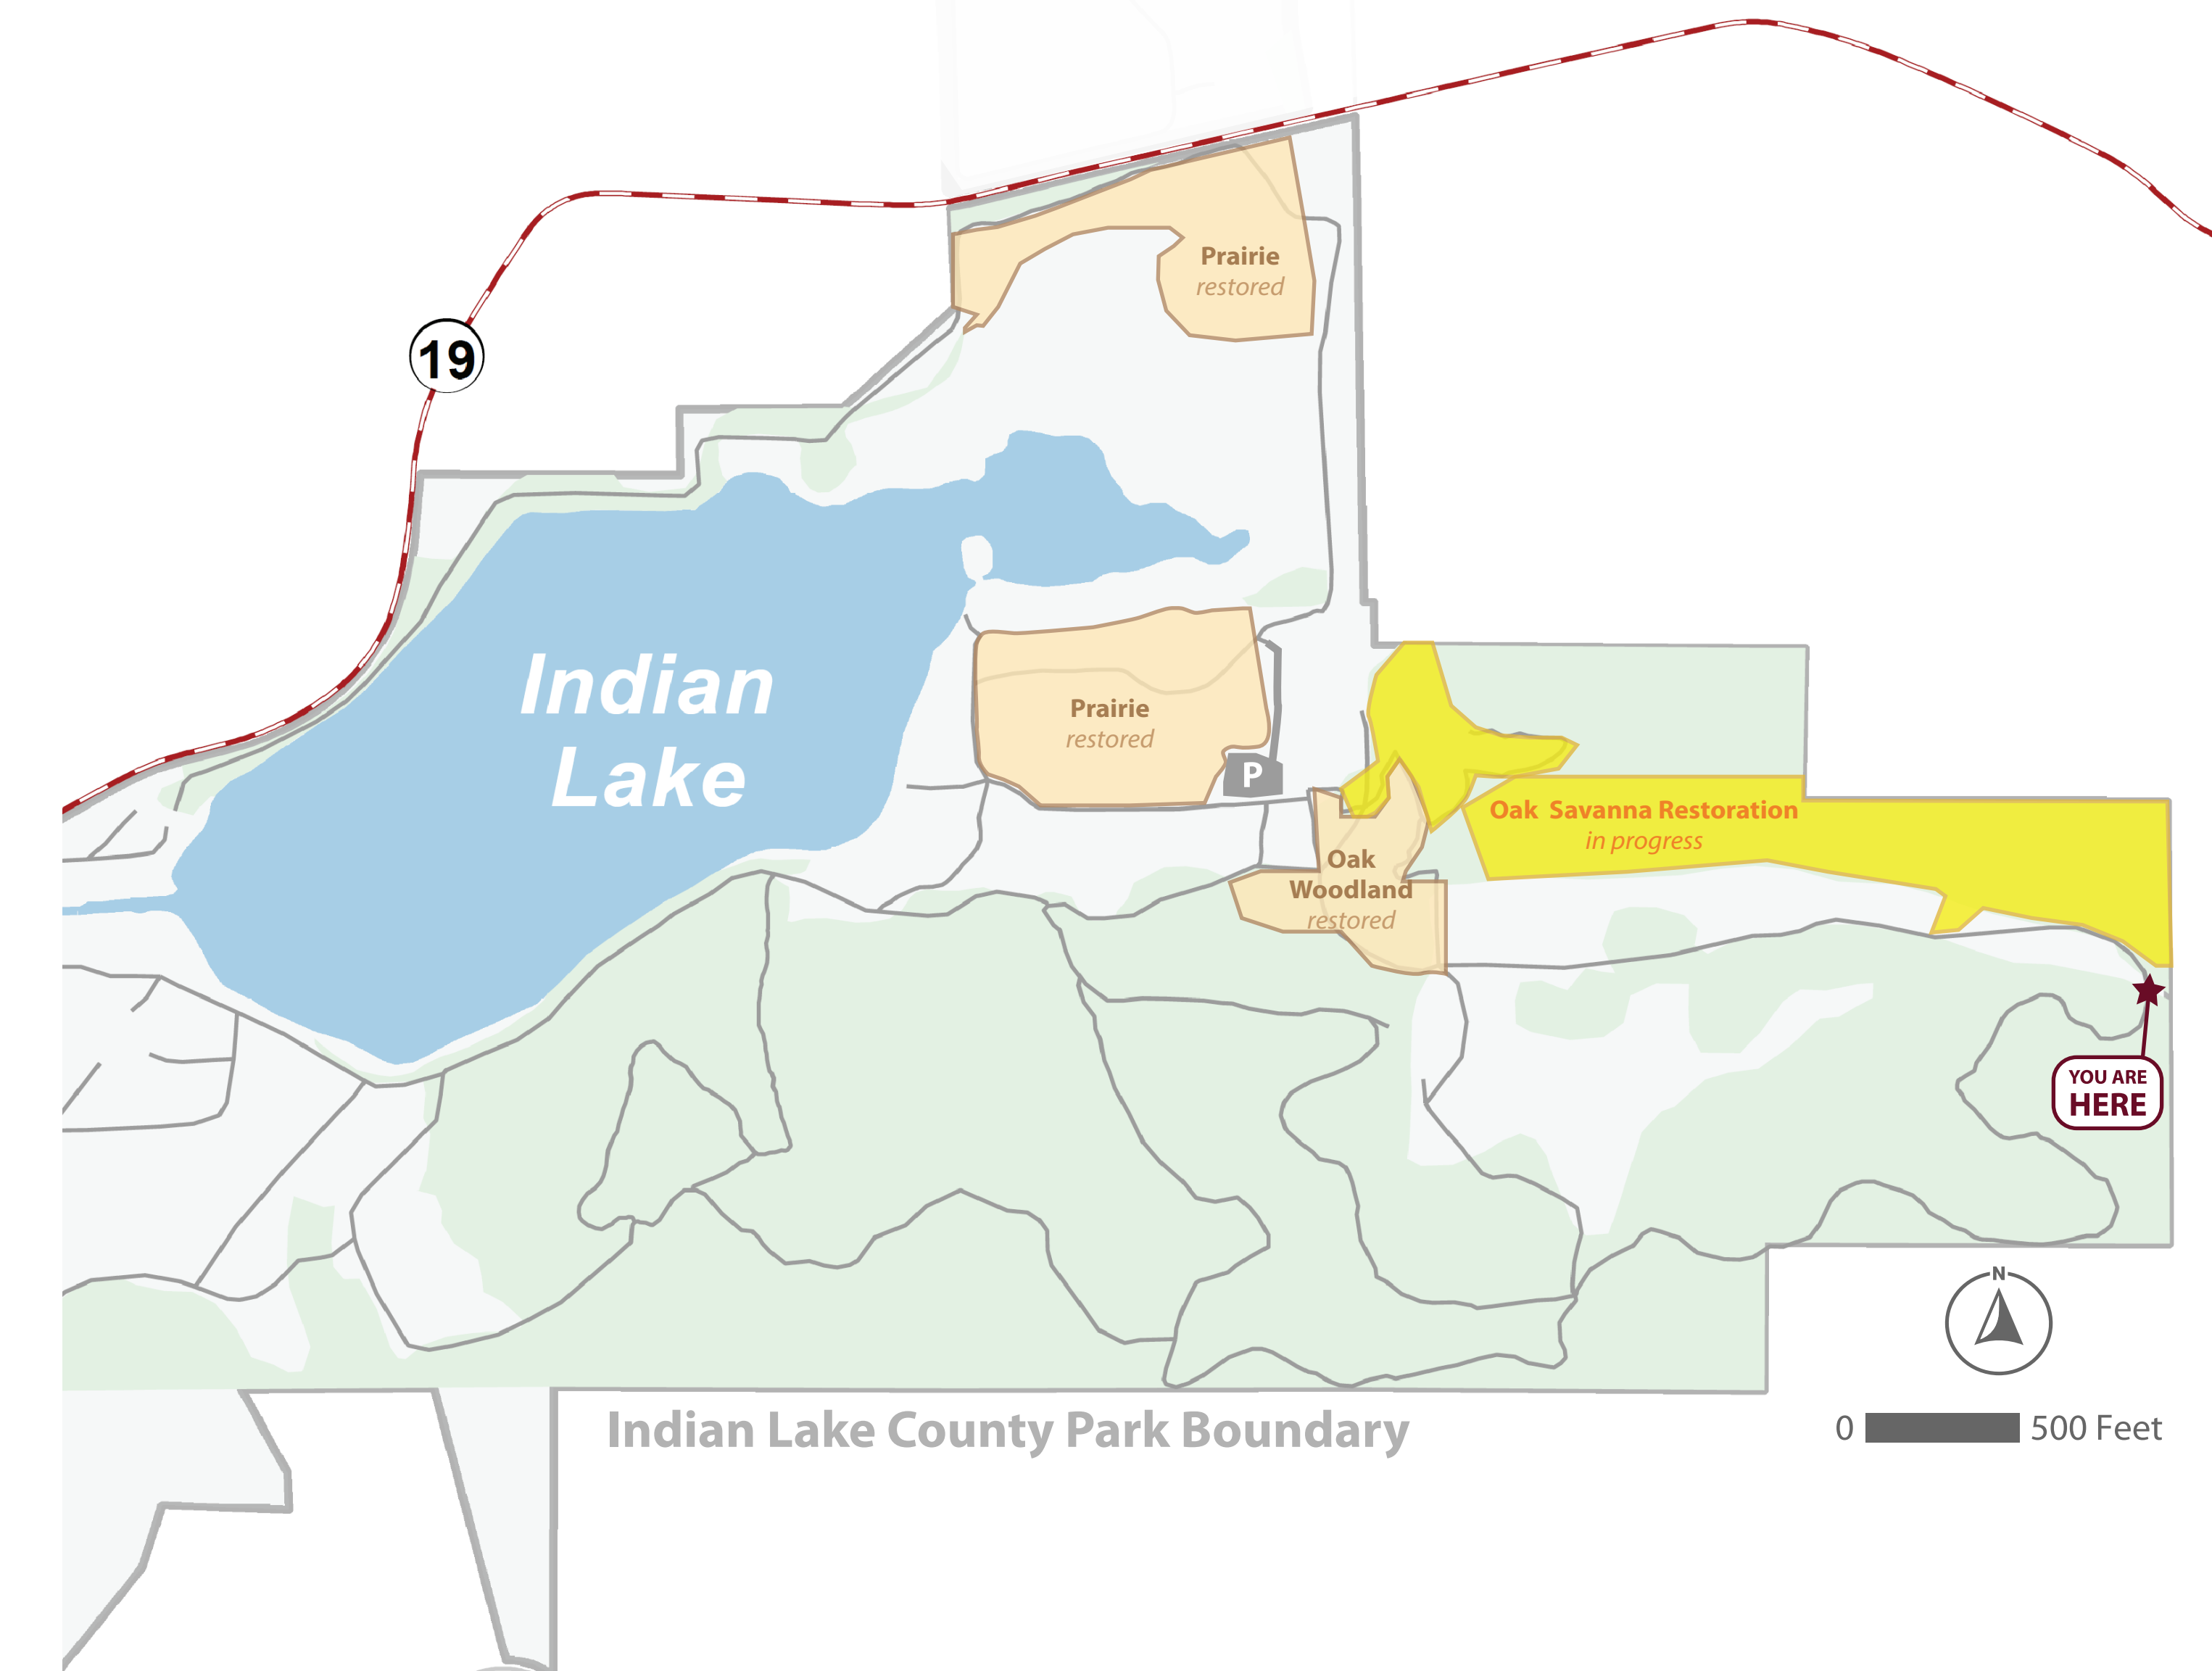 19
Prairie
restored
Indian
Lake
Prairie
restored
P
Oak Savanna Restoration
in progress
Oak
Woodland
restored
YOU ARE
HERE
N
0 500 Feet
Indian Lake County Park Boundary